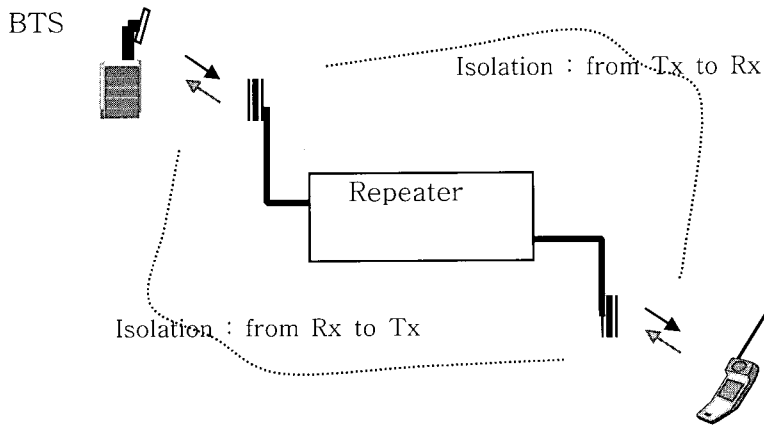 BTS
Isolation : from Tx to Rx
Repeater
Isolation : from Rx to Tx